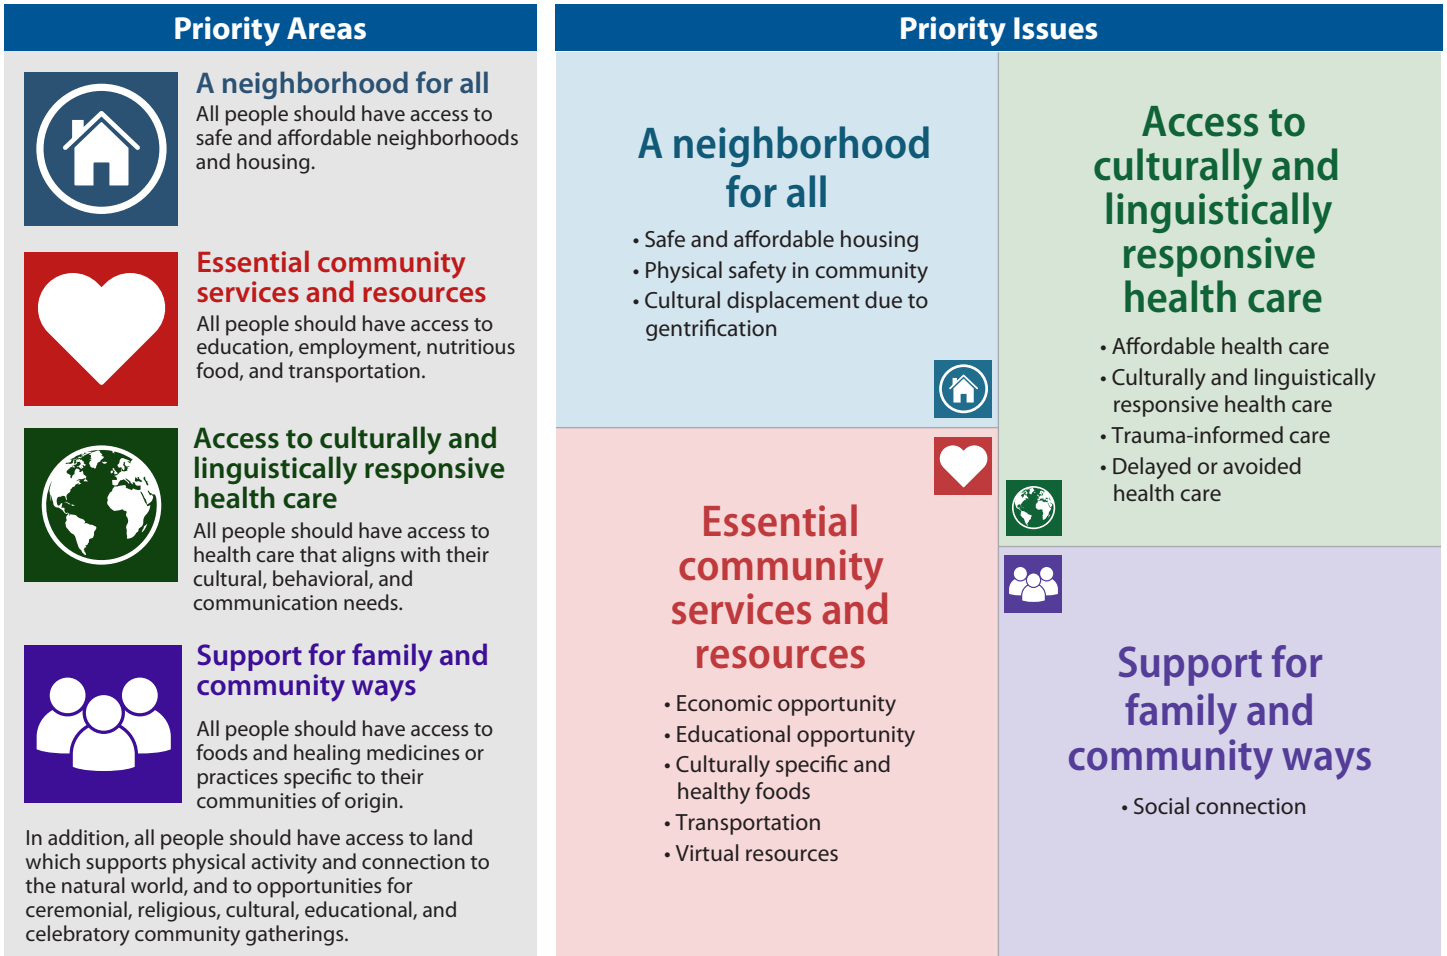 Priority Areas
A neighborhood for all
All people should have access to
safe and affordable neighborhoods
and housing.
Essential community
services and resources
All people should have access to
education, employment, nutritious
food, and transportation.
Access to culturally and
linguistically responsive
health care
All people should have access to
health care that aligns with their
cultural, behavioral, and
communication needs.
Support for family and
community ways
All people should have access to
foods and healing medicines or
practices specific to their
communities of origin.
In addition, all people should have access to land
which supports physical activity and connection to
the natural world, and to opportunities for
ceremonial, religious, cultural, educational, and
celebratory community gatherings.
Priority Issues
A neighborhood
for all
• Safe and affordable housing
• Physical safety in community
• Cultural displacement due to
gentrification
Essential
community
services and
resources
• Economic opportunity
• Educational opportunity
• Culturally specific and
healthy foods
• Transportation
• Virtual resources
Access to
culturally and
linguistically
responsive
health care
• Affordable health care
• Culturally and linguistically
responsive health care
• Trauma-informed care
• Delayed or avoided
health care
Support for
family and
community ways
• Social connection